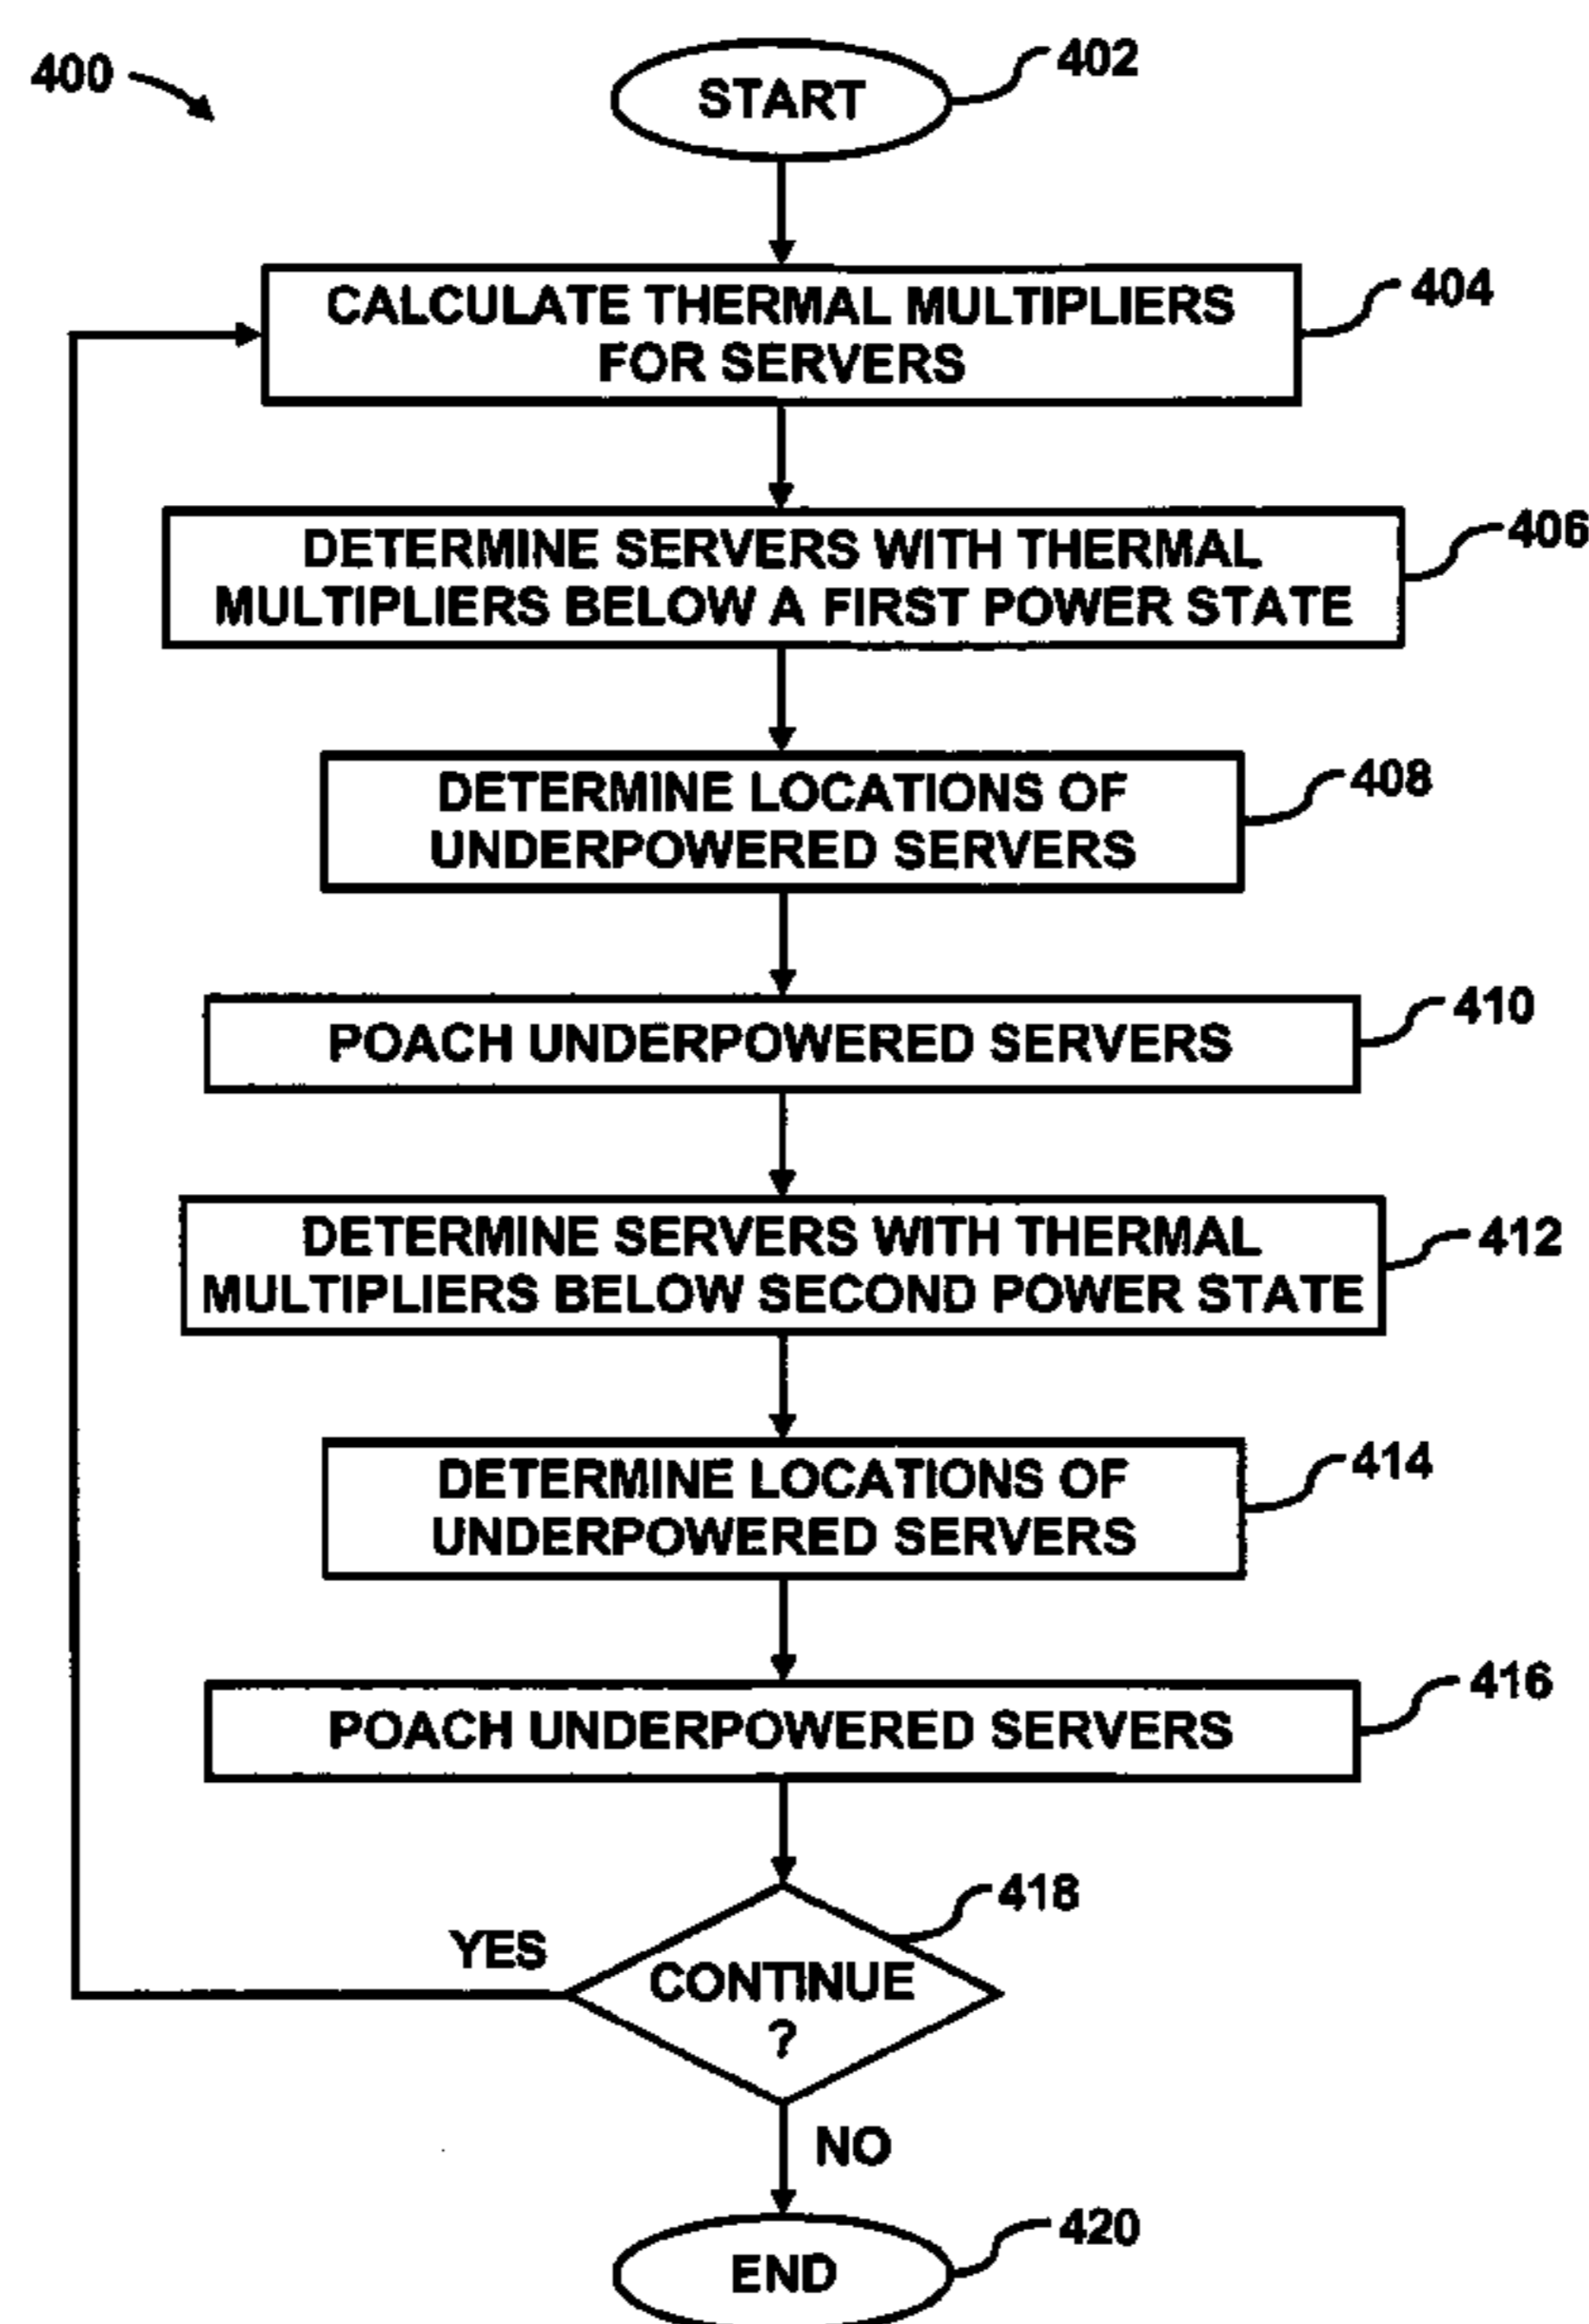 400
START
402
CALCULATE THERMAL MULTIPLIERS
FOR SERVERS
404
DETERMINE SERVERS WITH THERMAL
MULTIPLIERS BELOW A FIRST POWER STATE
406
DETERMINE LOCATIONS OF
UNDERPOWERED SERVERS
408
POACH UNDERPOWERED SERVERS
410
DETERMINE SERVERS WITH THERMAL
MULTIPLIERS BELOW SECOND POWER STATE
412
DETERMINE LOCATIONS OF
UNDERPOWERED SERVERS
414
POACH UNDERPOWERED SERVERS
416
418
YES
CONTINUE
?
NO
420
END